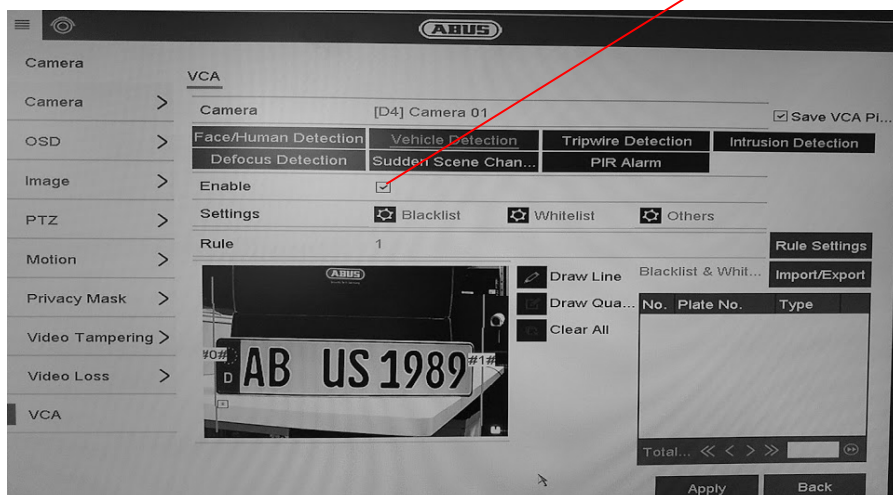 ABUS
Camera
VCA
Camera
Camera [D4] Camera 01
Save VCA Pi...
OSD
Face/Human Detection Vehicle Detection Tripwire Detection Intrusion Detection
Defocus Detection Sudden Scene Chan... PIR Alarm
Image
Enable
PTZ
Settings Blacklist Whitelist Others
Motion
Rule 1
Rule Settings
Privacy Mask
ABUS
Draw Line
Blacklist & Whit...
Import/Export
Draw Qua...
No. Plate No. Type
Clear All
Video Tampering
#0#
D AB US 1989
#1#
Video Loss
VCA
Total...
Apply Back